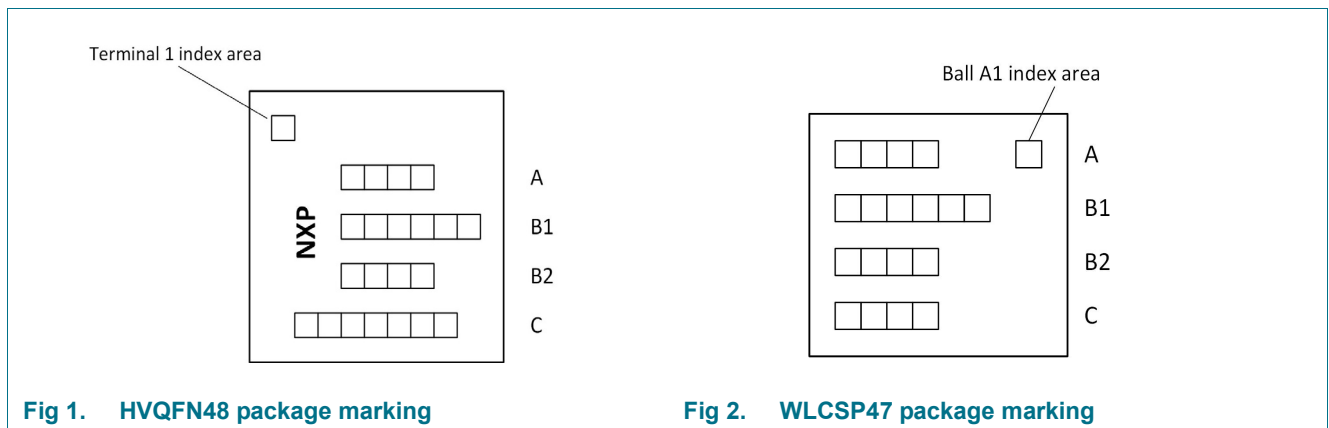 Terminal 1 index area
A
NXP
B1
B2
C
Fig 1. HVQFN48 package marking
Ball A1 index area
A
B1
B2
C
Fig 2. WLCSP47 package marking